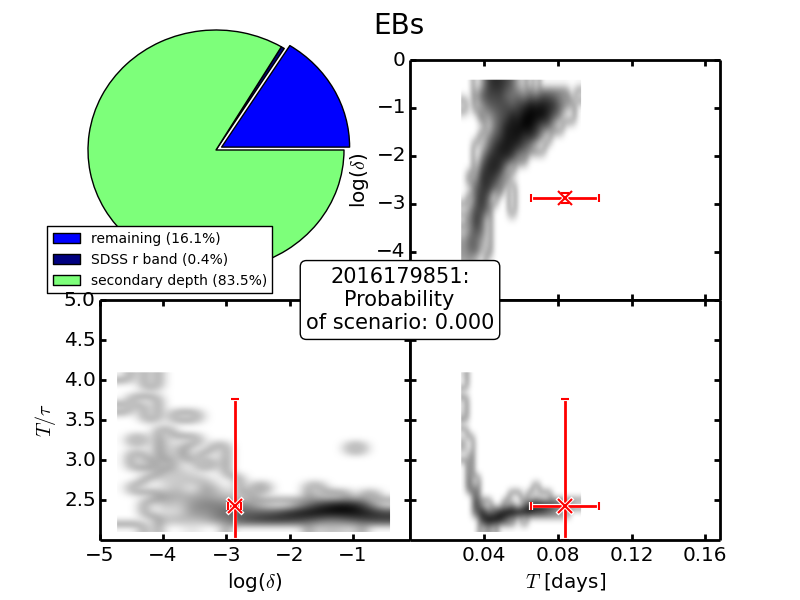 EBs
remaining (16.1%)
SDSS r band (0.4%)
secondary depth (83.5%)
log(δ)
0
−1
−2
−3
−4
2016179851:
Probability
of scenario: 0.000
T/τ
5.0
4.5
4.0
3.5
3.0
2.5
−5 −4 −3 −2 −1
log(δ)
0.04 0.08 0.12 0.16
T [days]